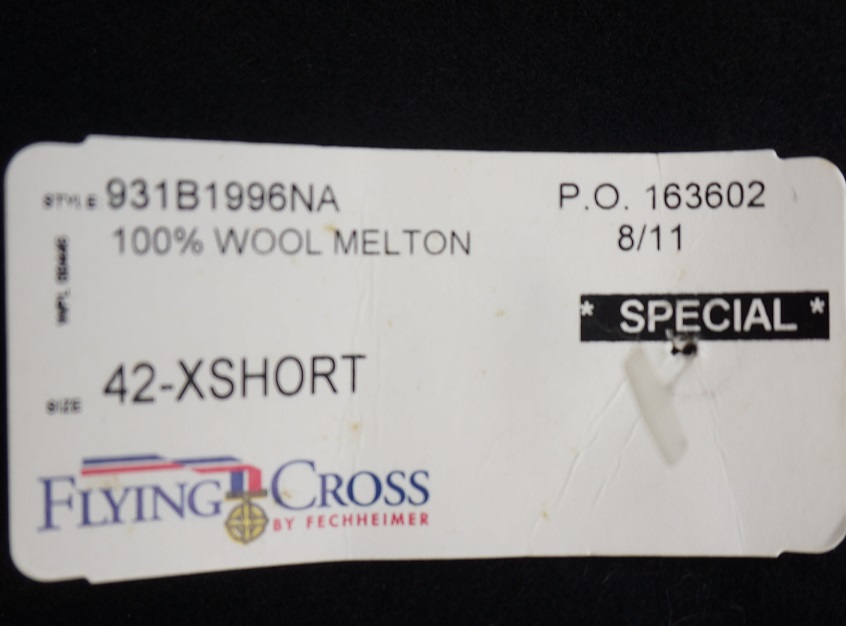 STYLE 931B1996NA
100% WOOL MELTON
P.O. 163602
8/11
* SPECIAL *
SIZE 42-XSHORT
FLYING CROSS
BY FECHHEIMER